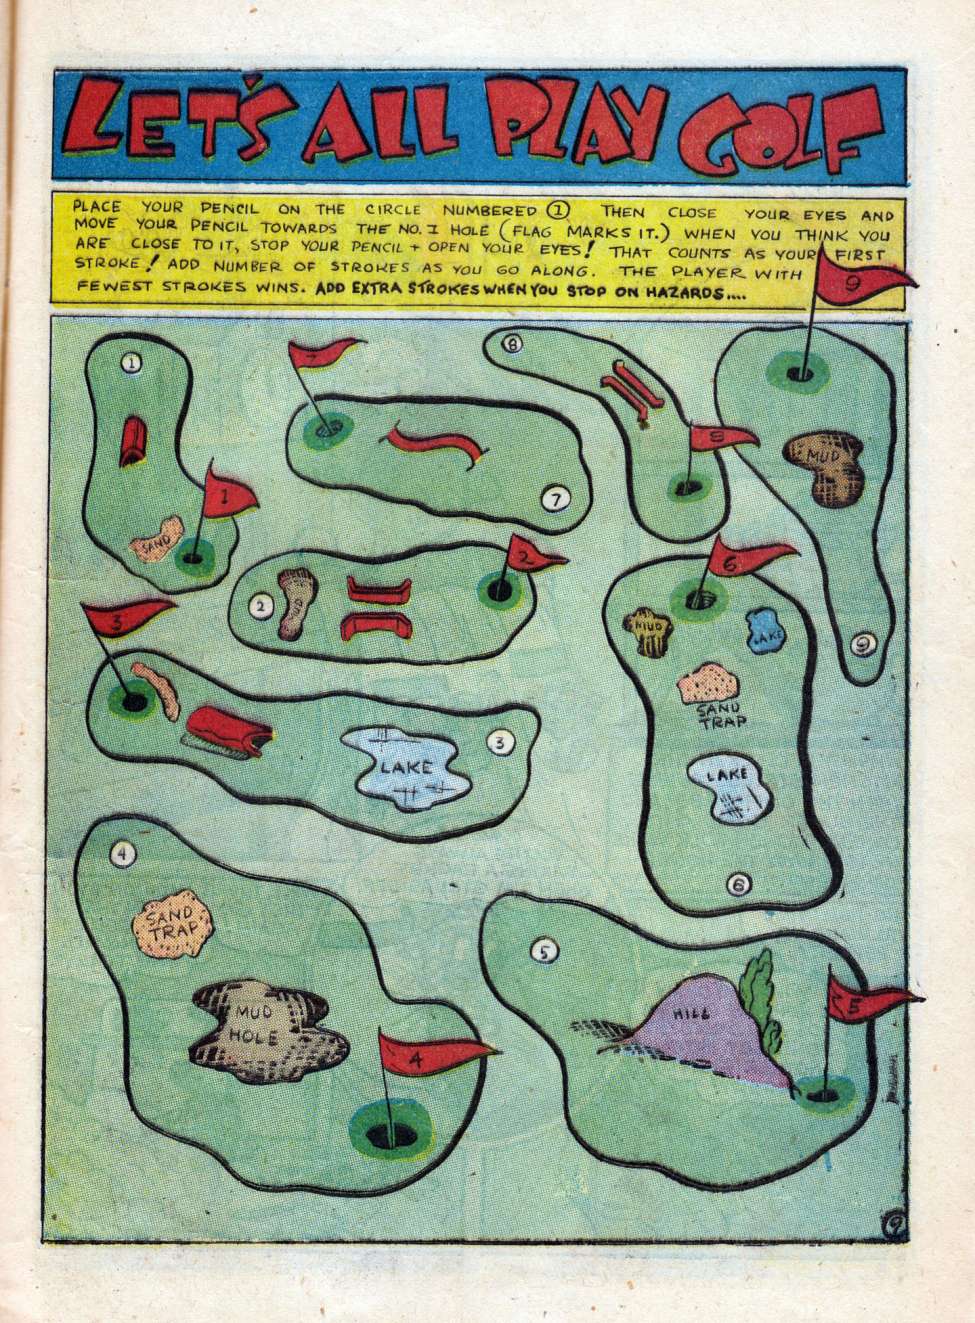 LET'S ALL PLAY GOLF
PLACE YOUR PENCIL ON THE CIRCLE NUMBERED 1 THEN CLOSE YOUR EYES AND
MOVE YOUR PENCIL TOWARDS THE NO. 1 HOLE (FLAG MARKS IT.) WHEN YOU THINK YOU
ARE CLOSE TO IT, STOP YOUR PENCIL + OPEN YOUR EYES! THAT COUNTS AS YOUR FIRST
STROKE! ADD NUMBER OF STROKES AS YOU GO ALONG. THE PLAYER WITH
FEWEST STROKES WINS. ADD EXTRA STROKES WHEN YOU STOP ON HAZARDS....
9
1
7
8
8
MUD
1
SAND
7
2
MUD
2
6
MUD
LAKE
9
3
SAND
TRAP
3
LAKE
LAKE
4
6
SAND
TRAP
5
MUD
HOLE
HILL
5
4
9